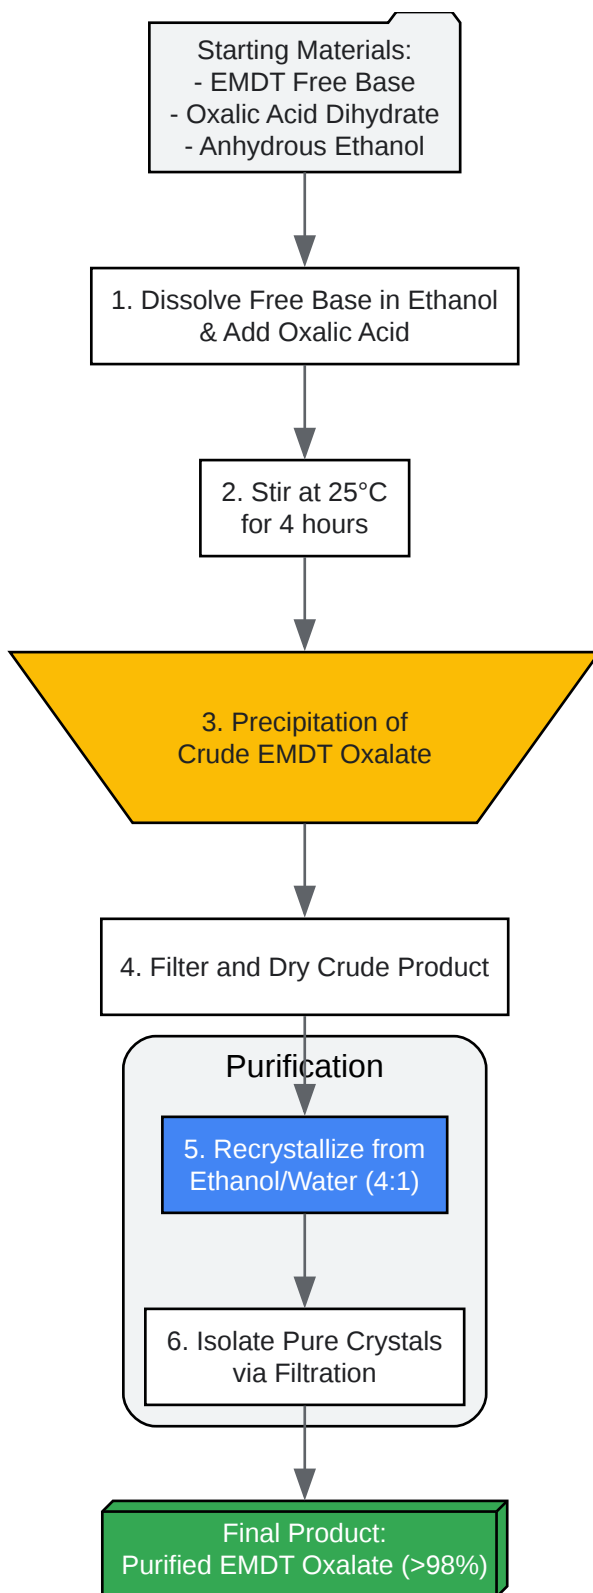 Starting Materials:
- EMDT Free Base
- Oxalic Acid Dihydrate
- Anhydrous Ethanol
1. Dissolve Free Base in Ethanol
& Add Oxalic Acid
2. Stir at 25°C
for 4 hours
3. Precipitation of
Crude EMDT Oxalate
4. Filter and Dry Crude Product
Purification
5. Recrystallize from
Ethanol/Water (4:1)
6. Isolate Pure Crystals
via Filtration
Final Product:
Purified EMDT Oxalate (>98%)